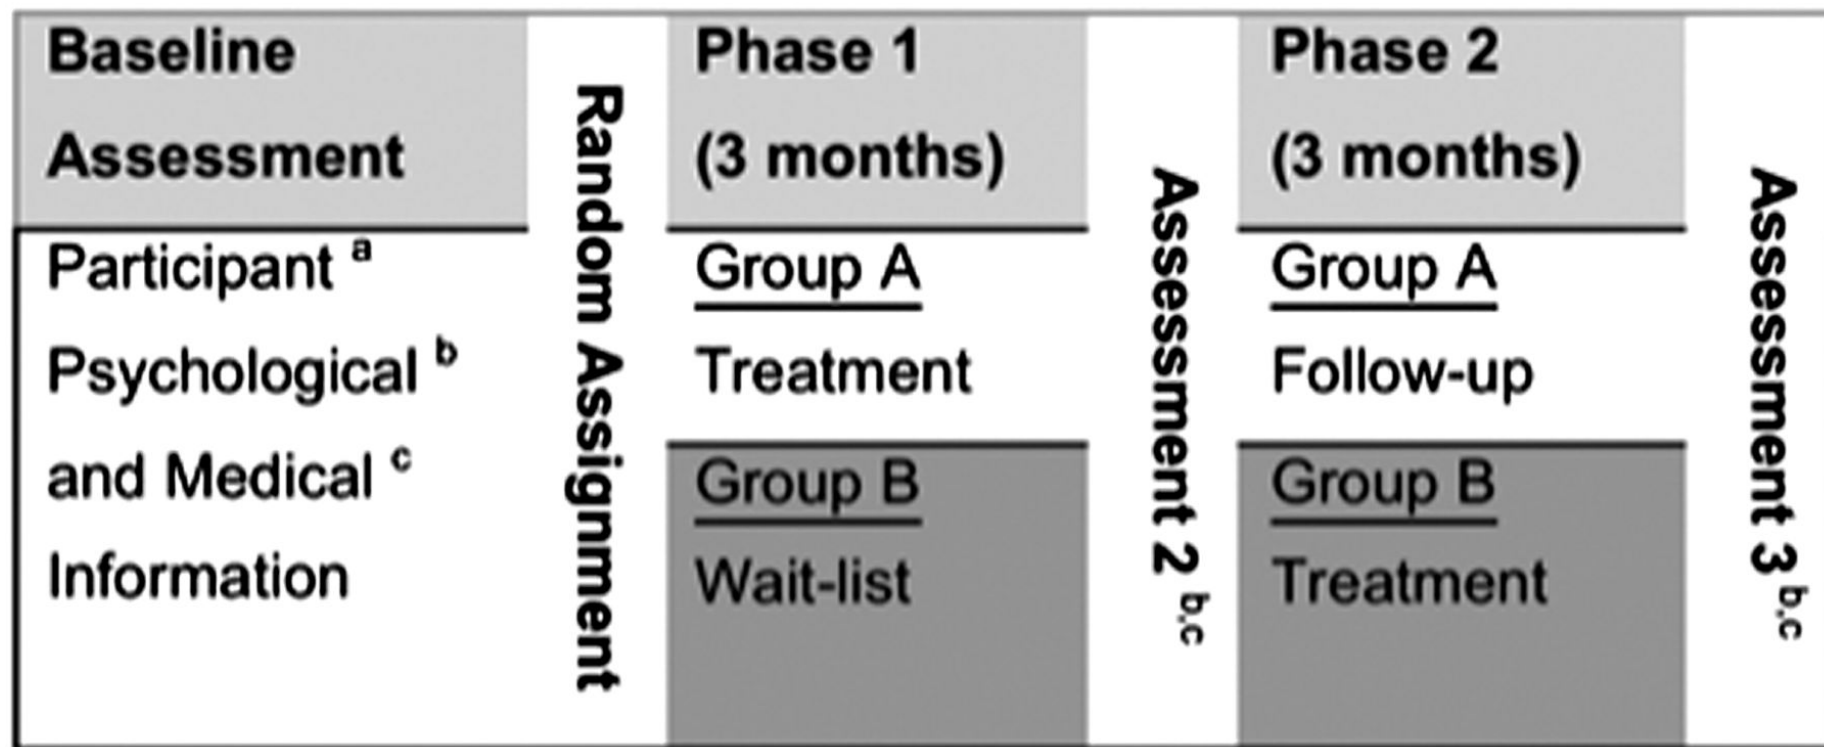 Baseline
Assessment
Participant a
Psychological b
and Medical c
Information
Random Assignment
Phase 1
(3 months)
Group A
Treatment
Group B
Wait-list
Assessment 2 b,c
Phase 2
(3 months)
Group A
Follow-up
Group B
Treatment
Assessment 3 b,c